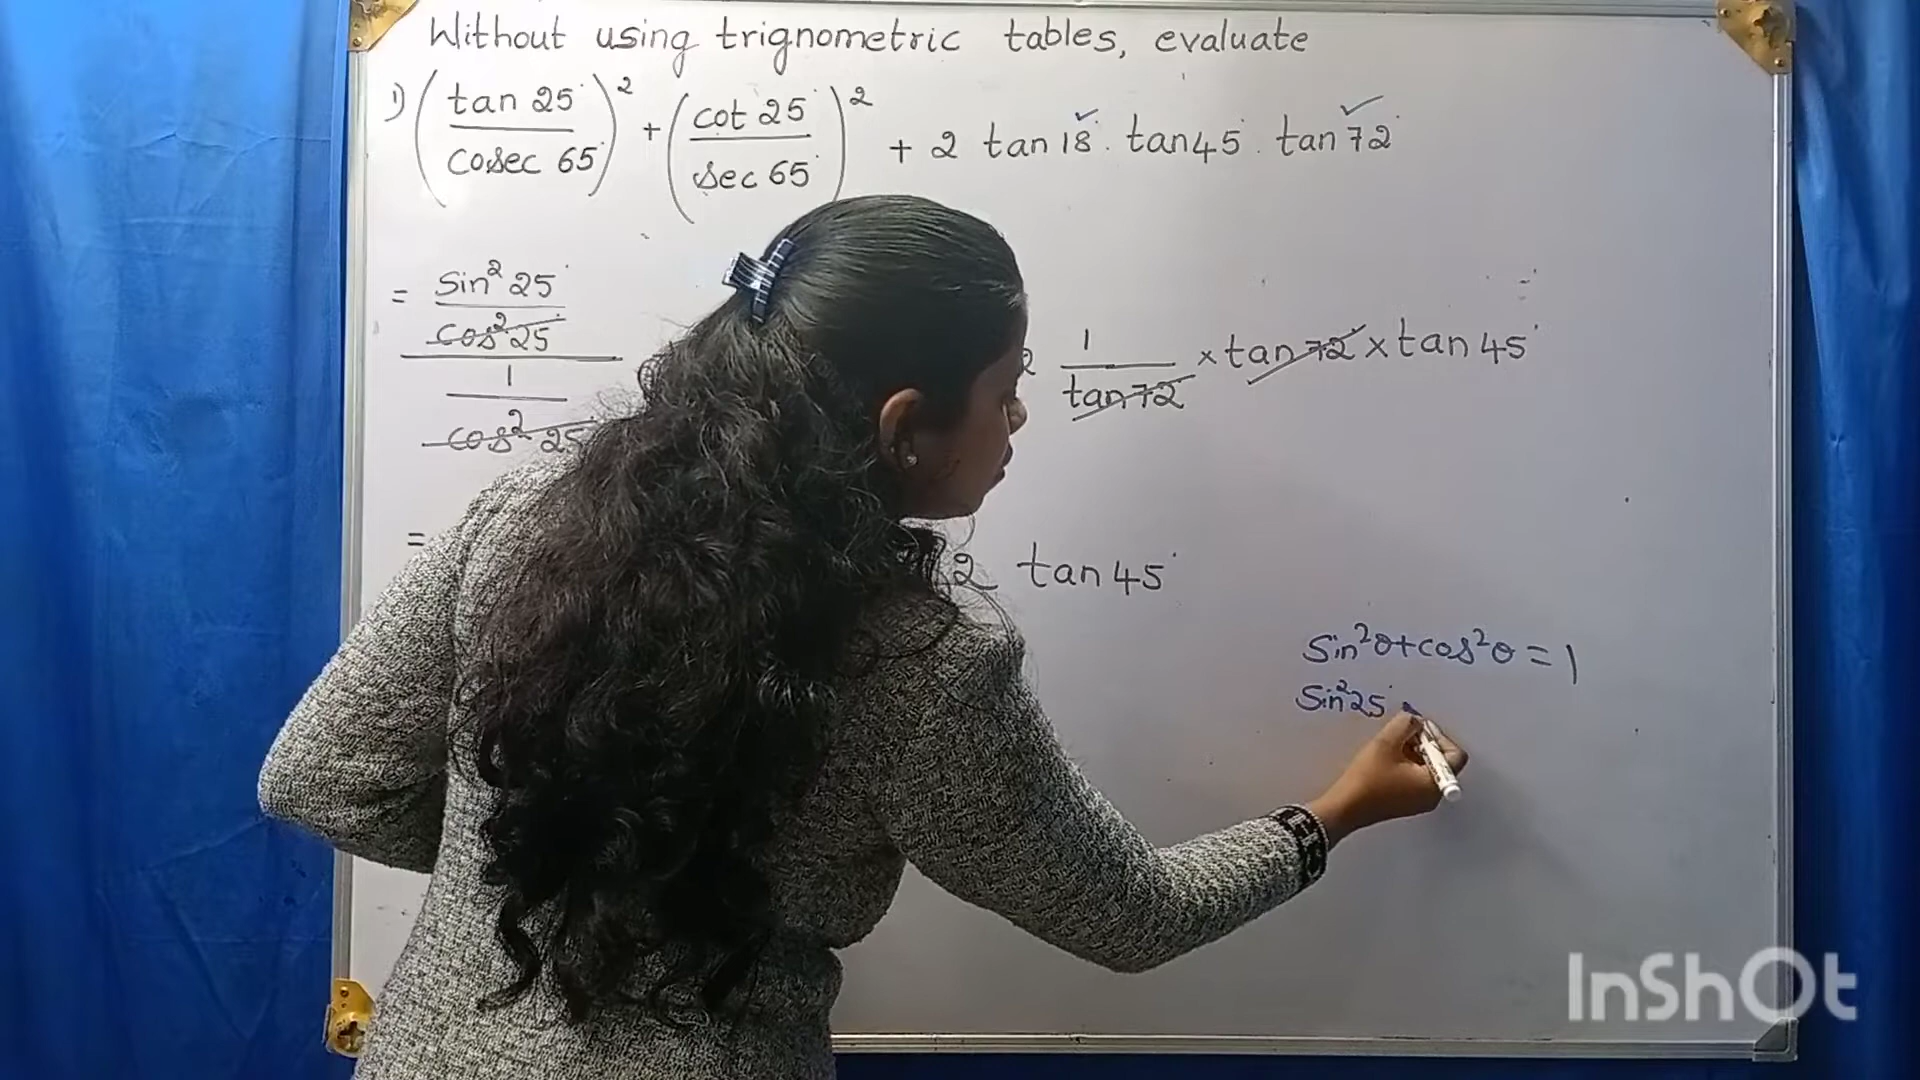 Without using trignometric tables, evaluate
1) (tan 25° / cosec 65°)² + (cot 25° / sec 65°)² + 2 tan 18°. tan 45°. tan 72°
= sin² 25° / cos² 25° / 1 / cos² 25° 2 1 / tan 72° × tan 72° × tan 45°
= 2 tan 45°
sin²θ + cos²θ = 1
sin² 25°
InShOt